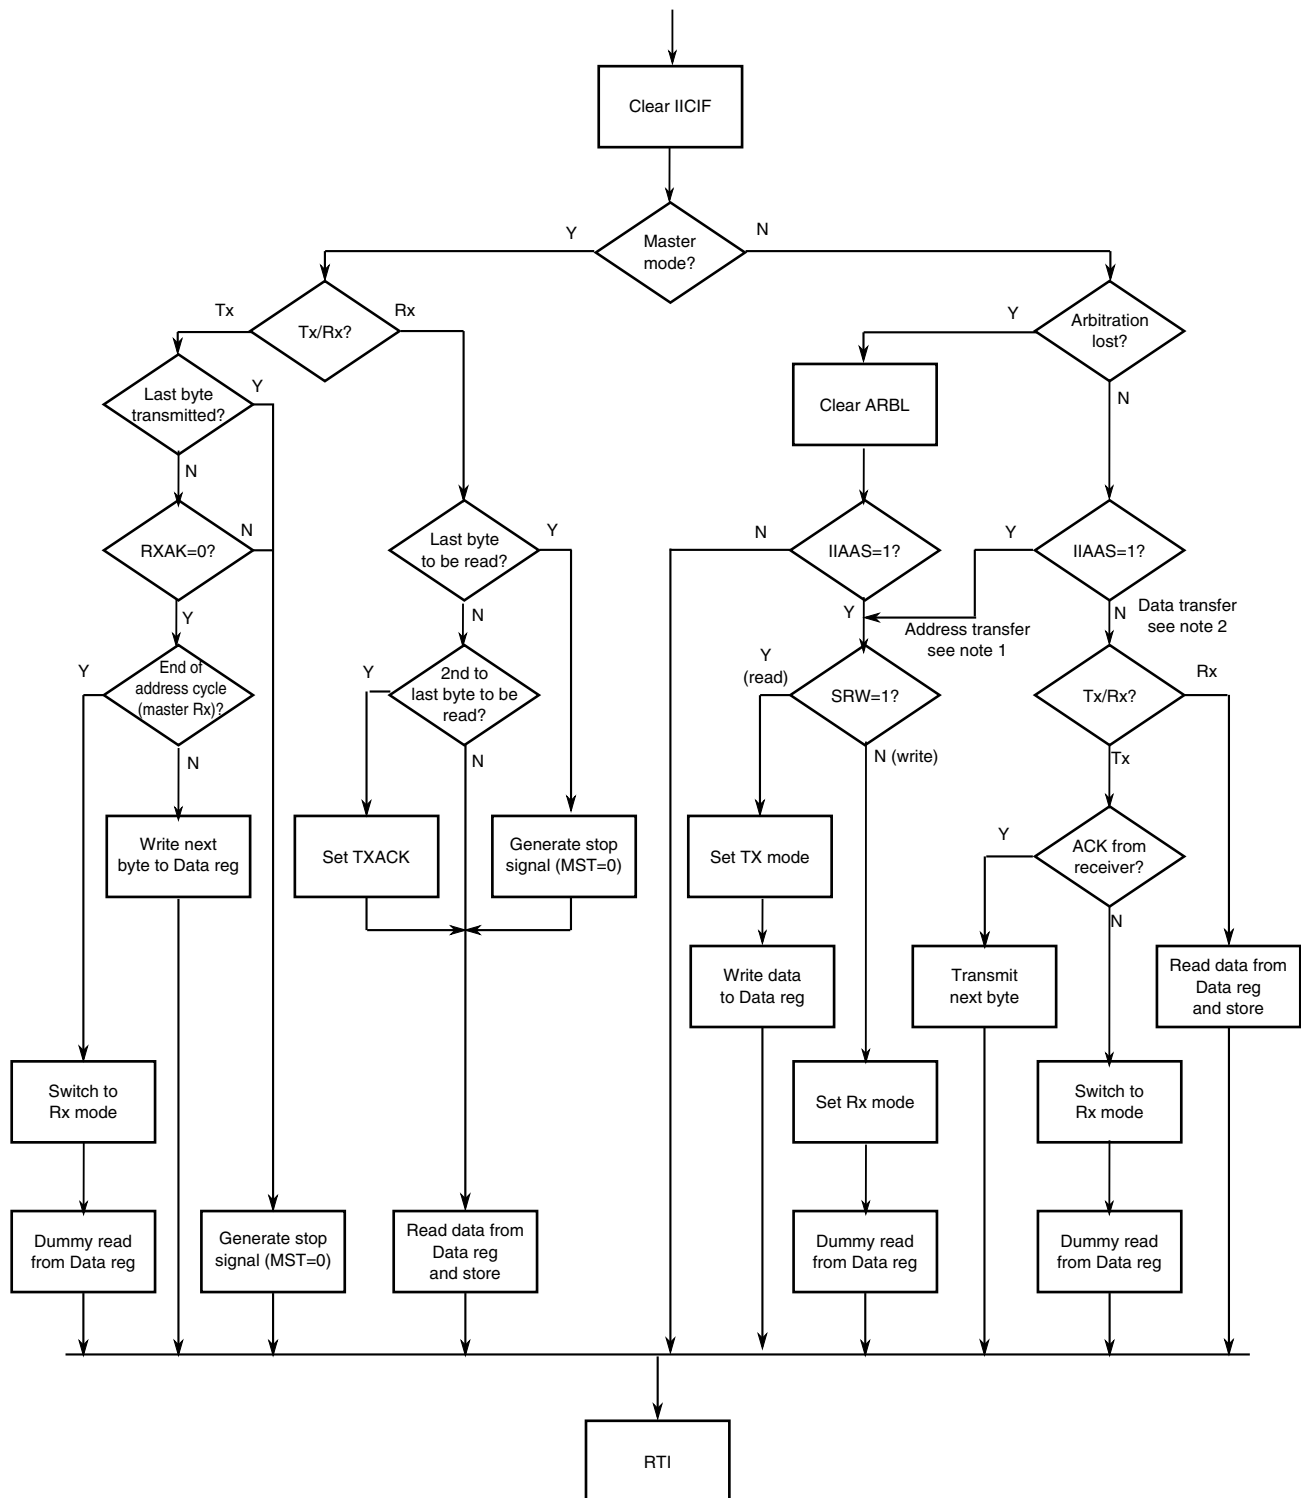 Clear IICIF
Y
N
Master
mode?
Tx
Rx
Tx/Rx?
Y
Arbitration
lost?
Last byte
transmitted?
Y
Clear ARBL
N
N
RXAK=0?
N
Last byte
to be read?
Y
N
IIAAS=1?
Y
IIAAS=1?
Y
N
Y
Address transfer
see note 1
N
Data transfer
see note 2
Y
End of
address cycle
(master Rx)?
Y
2nd to
last byte to be
read?
Y
(read)
SRW=1?
Tx/Rx?
Rx
N
N
N (write)
Tx
Write next
byte to Data reg
Set TXACK
Generate stop
signal (MST=0)
Set TX mode
Y
ACK from
receiver?
N
Write data
to Data reg
Transmit
next byte
Read data from
Data reg
and store
Switch to
Rx mode
Set Rx mode
Switch to
Rx mode
Dummy read
from Data reg
Generate stop
signal (MST=0)
Read data from
Data reg
and store
Dummy read
from Data reg
Dummy read
from Data reg
RTI